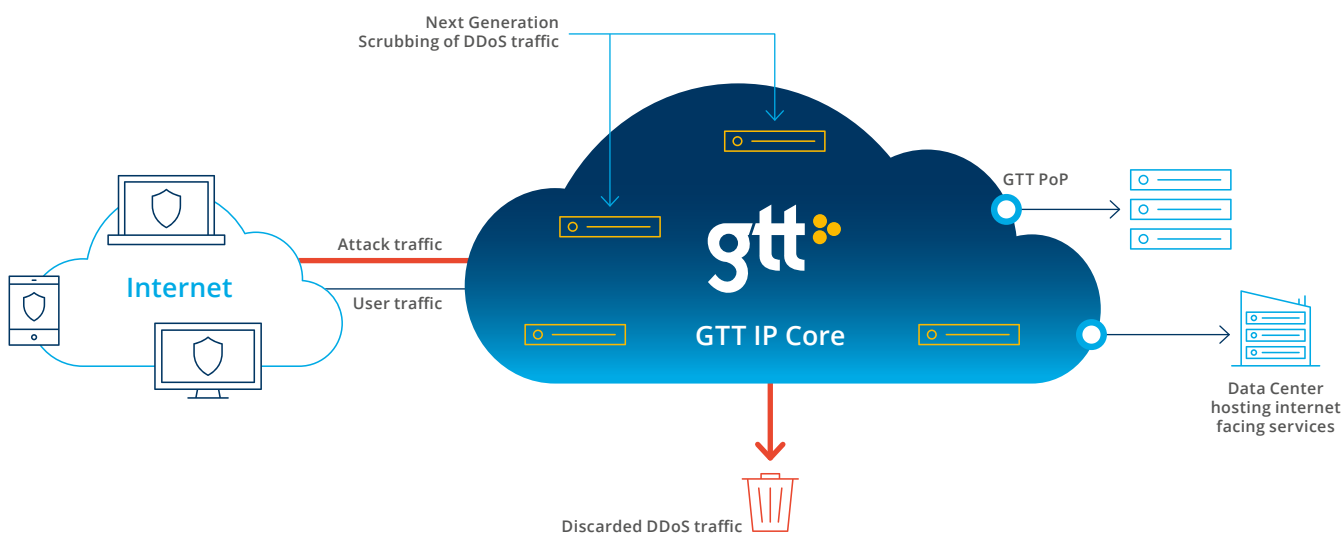 Next Generation
Scrubbing of DDoS traffic
GTT PoP
Attack traffic
Internet
User traffic
gtt
GTT IP Core
Data Center
hosting internet
facing services
Discarded DDoS traffic